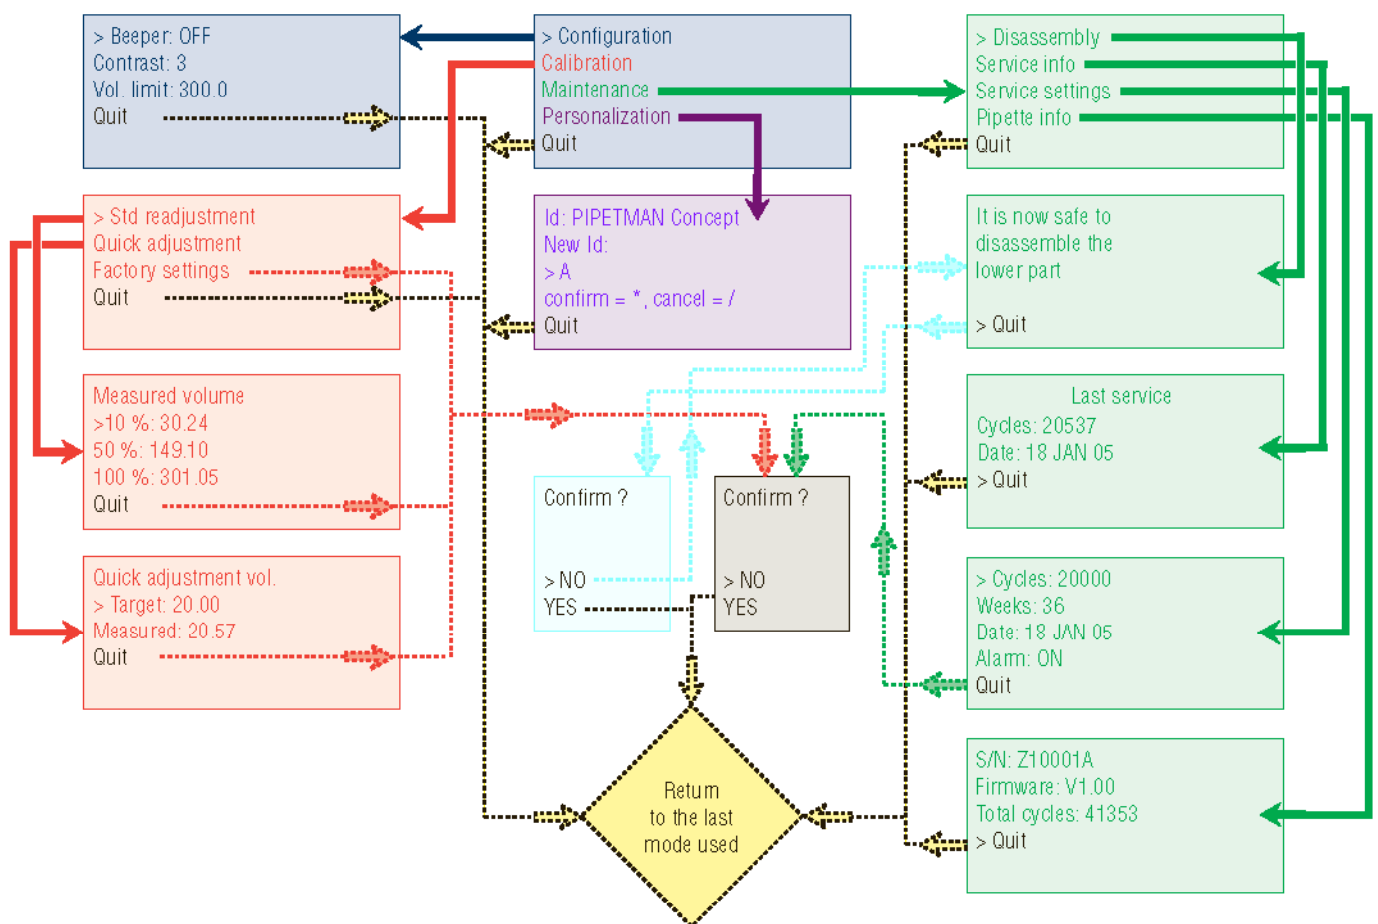 > Beeper: OFF
Contrast: 3
Vol. limit: 300.0
Quit
> Configuration
Calibration
Maintenance
Personalization
Quit
> Disassembly
Service info
Service settings
Pipette info
Quit
> Std readjustment
Quick adjustment
Factory settings
Quit
Id: PIPETMAN Concept
New Id:
> A
confirm = *, cancel = /
Quit
It is now safe to
disassemble the
lower part
> Quit
Measured volume
>10 %: 30.24
50 %: 149.10
100 %: 301.05
Quit
Last service
Cycles: 20537
Date: 18 JAN 05
> Quit
Confirm ?
> NO
YES
Confirm ?
> NO
YES
Quick adjustment vol.
> Target: 20.00
Measured: 20.57
Quit
> Cycles: 20000
Weeks: 36
Date: 18 JAN 05
Alarm: ON
Quit
Return
to the last
mode used
S/N: Z10001A
Firmware: V1.00
Total cycles: 41353
> Quit